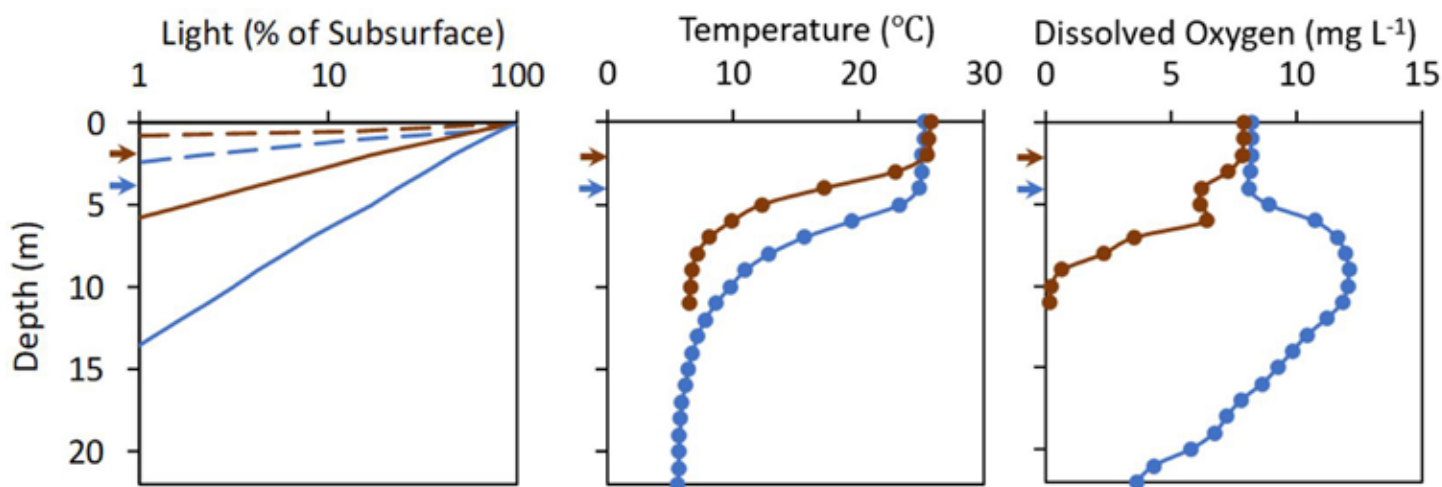 Light (% of Subsurface)
1 10 100
Temperature (°C)
0 10 20 30
Dissolved Oxygen (mg L⁻¹)
0 5 10 15
Depth (m)
0
5
10
15
20